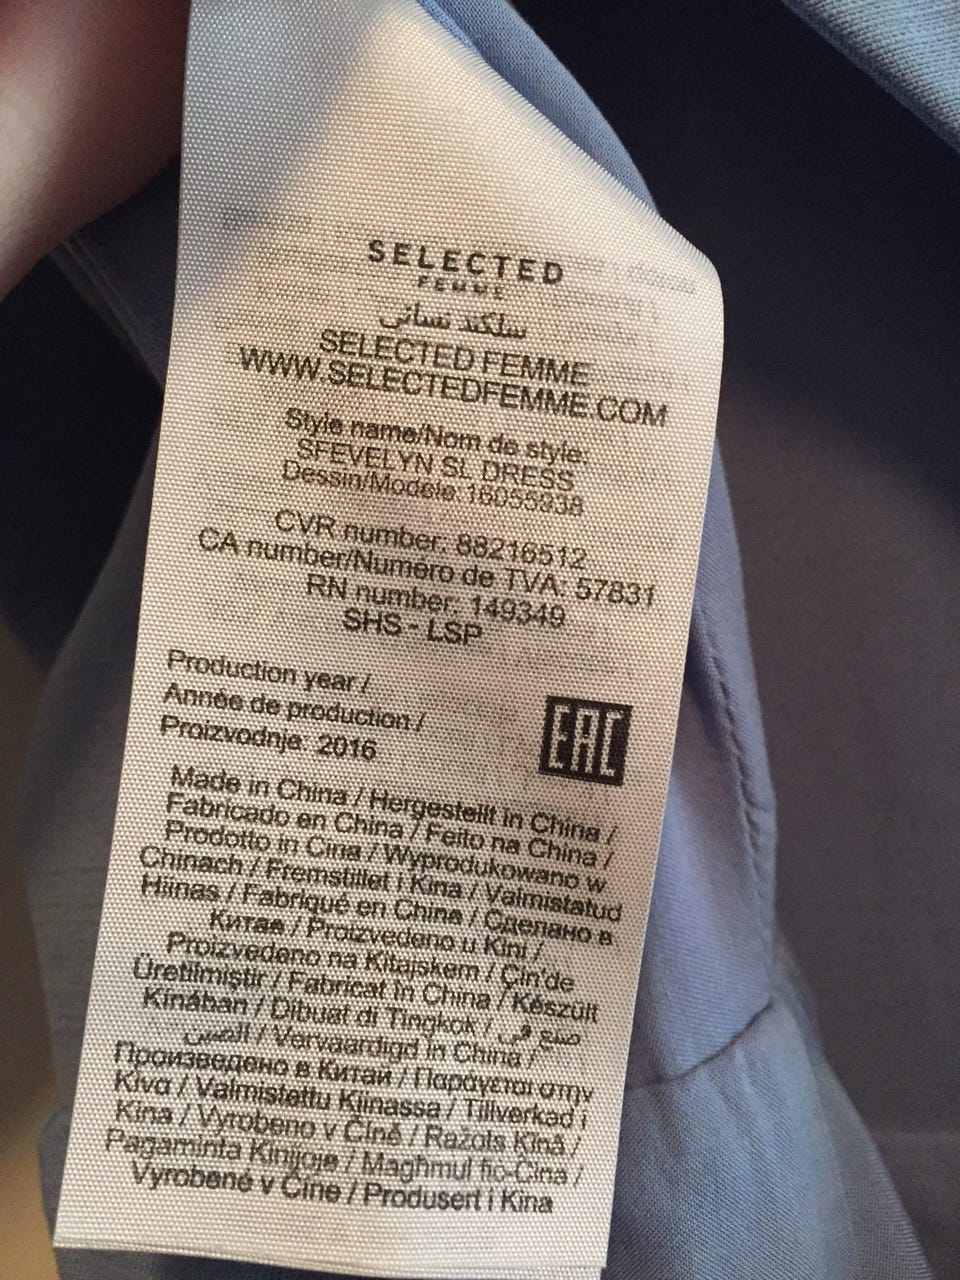 SELECTED
FEMME
سلكتد نسائي
SELECTED FEMME
WWW.SELECTEDFEMME.COM
Style name/Nom de style:
SFEVELYN SL DRESS
Dessin/Modele: 16055938
CVR number: 88216512
CA number/Numéro de TVA: 57831
RN number: 149349
SHS - LSP
Production year /
Année de production /
Proizvodnje: 2016
EAC
Made in China / Hergestellt in China /
Fabricado en China / Feito na China /
Prodotto in Cina / Wyprodukowano w
Chinach / Fremstillet i Kina / Valmistatud
Hiinas / Fabriqué en Chine / Сделано в
Китае / Proizvedeno u Kini /
Proizvedeno na Kitajskem / Çin'de
Üretilmiştir / Fabricat în China / Készült
Kínában / Dibuat di Tingkok / صنع في
الصين / Vervaardigd in China /
Произведено в Китаи / Παράγεται στην
Κίνα / Valmistettu Kiinassa / Tillverkad i
Kina / Vyrobeno v Číně / Ražots Ķīnā /
Pagaminta Kinijoje / Magħmul fiċ-Ċina /
Vyrobené v Číne / Produsert i Kina